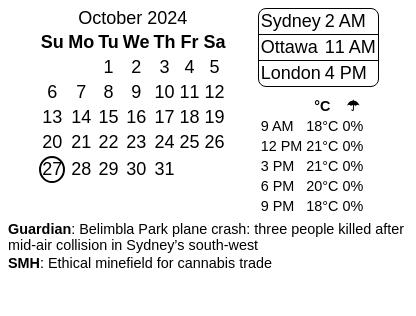 October 2024
Su Mo Tu We Th Fr Sa
1 2 3 4 5
6 7 8 9 10 11 12
13 14 15 16 17 18 19
20 21 22 23 24 25 26
27 28 29 30 31
Sydney 2 AM
Ottawa 11 AM
London 4 PM
°C ☂
9 AM 18°C 0%
12 PM 21°C 0%
3 PM 21°C 0%
6 PM 20°C 0%
9 PM 18°C 0%
Guardian: Belimbla Park plane crash: three people killed after
mid-air collision in Sydney’s south-west
SMH: Ethical minefield for cannabis trade